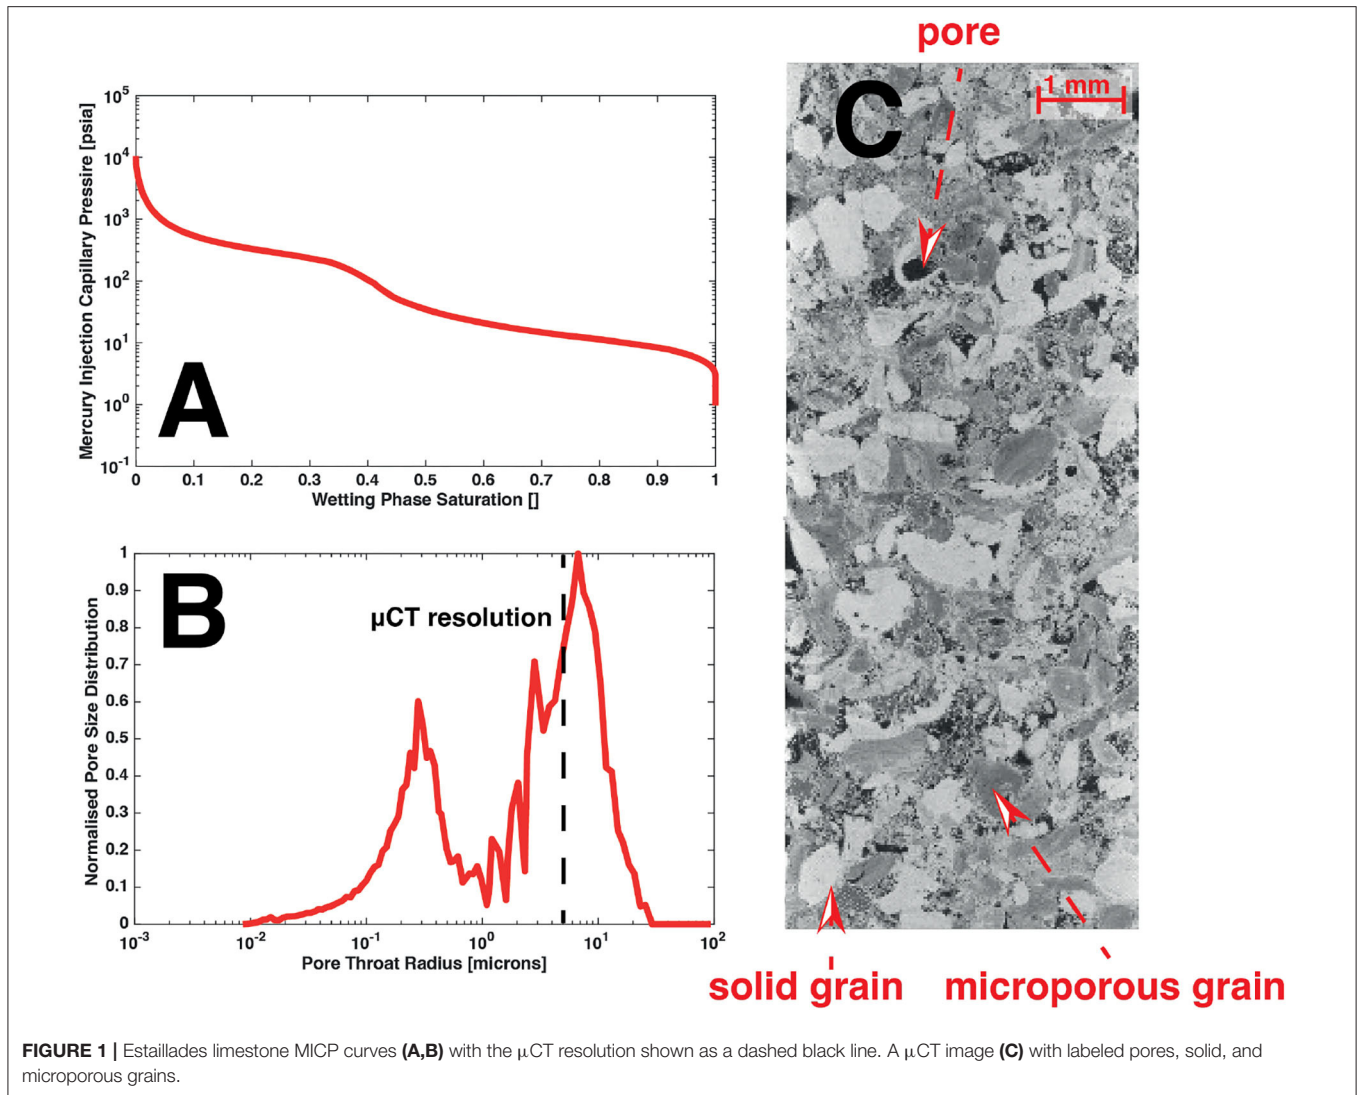 10^5
10^4
10^3
10^2
10^1
10^0
10^-1
Mercury Injection Capillary Pressire [psia]
A
0 0.1 0.2 0.3 0.4 0.5 0.6 0.7 0.8 0.9 1
Wetting Phase Saturation []
1
0.9
0.8
0.7
0.6
0.5
0.4
0.3
0.2
0.1
0
Normalised Pore Size Distribution
B
µCT resolution
10^-3 10^-2 10^-1 10^0 10^1 10^2
Pore Throat Radius [microns]
pore
C
1 mm
solid grain
microporous grain
FIGURE 1 | Estaillades limestone MICP curves (A,B) with the µCT resolution shown as a dashed black line. A µCT image (C) with labeled pores, solid, and
microporous grains.